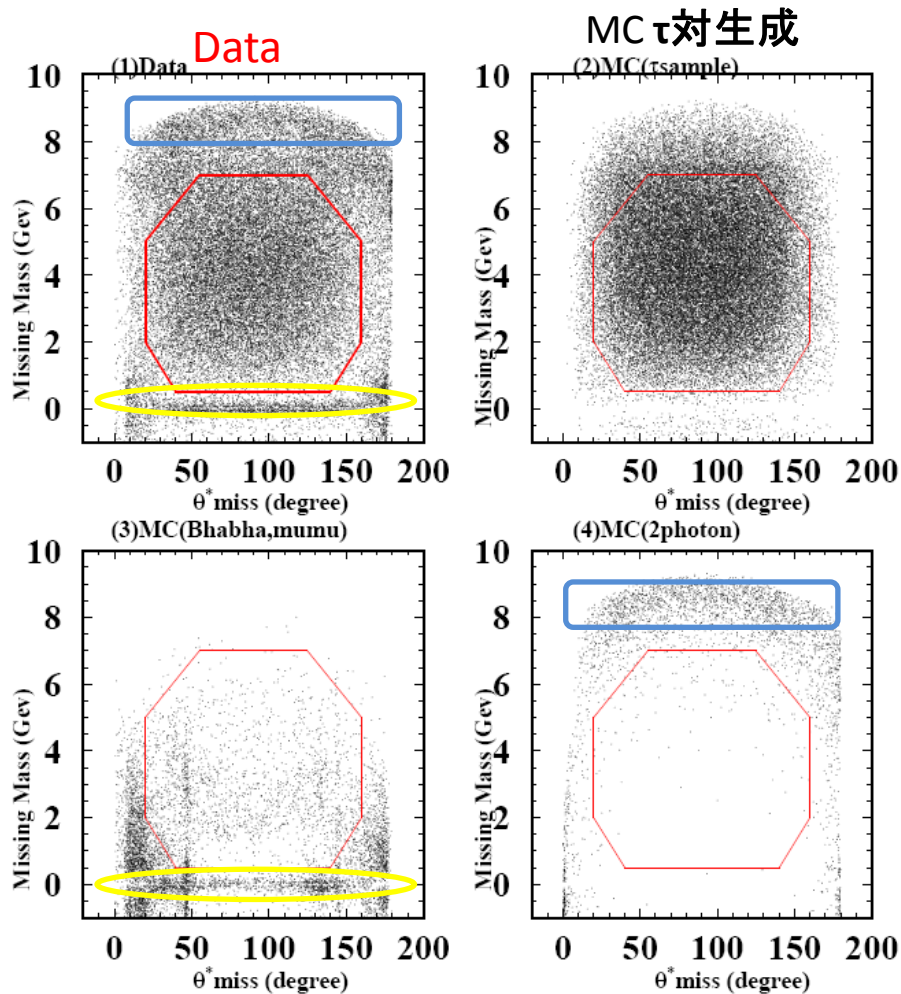 Data
MC τ対生成
(1)Data
(2)MC(τsample)
10
8
6
4
2
0
Missing Mass (Gev)
0 50 100 150 200
θ*miss (degree)
10
8
6
4
2
0
Missing Mass (Gev)
0 50 100 150 200
θ*miss (degree)
(3)MC(Bhabha,mumu)
(4)MC(2photon)
10
8
6
4
2
0
Missing Mass (Gev)
0 50 100 150 200
θ*miss (degree)
10
8
6
4
2
0
Missing Mass (Gev)
0 50 100 150 200
θ*miss (degree)